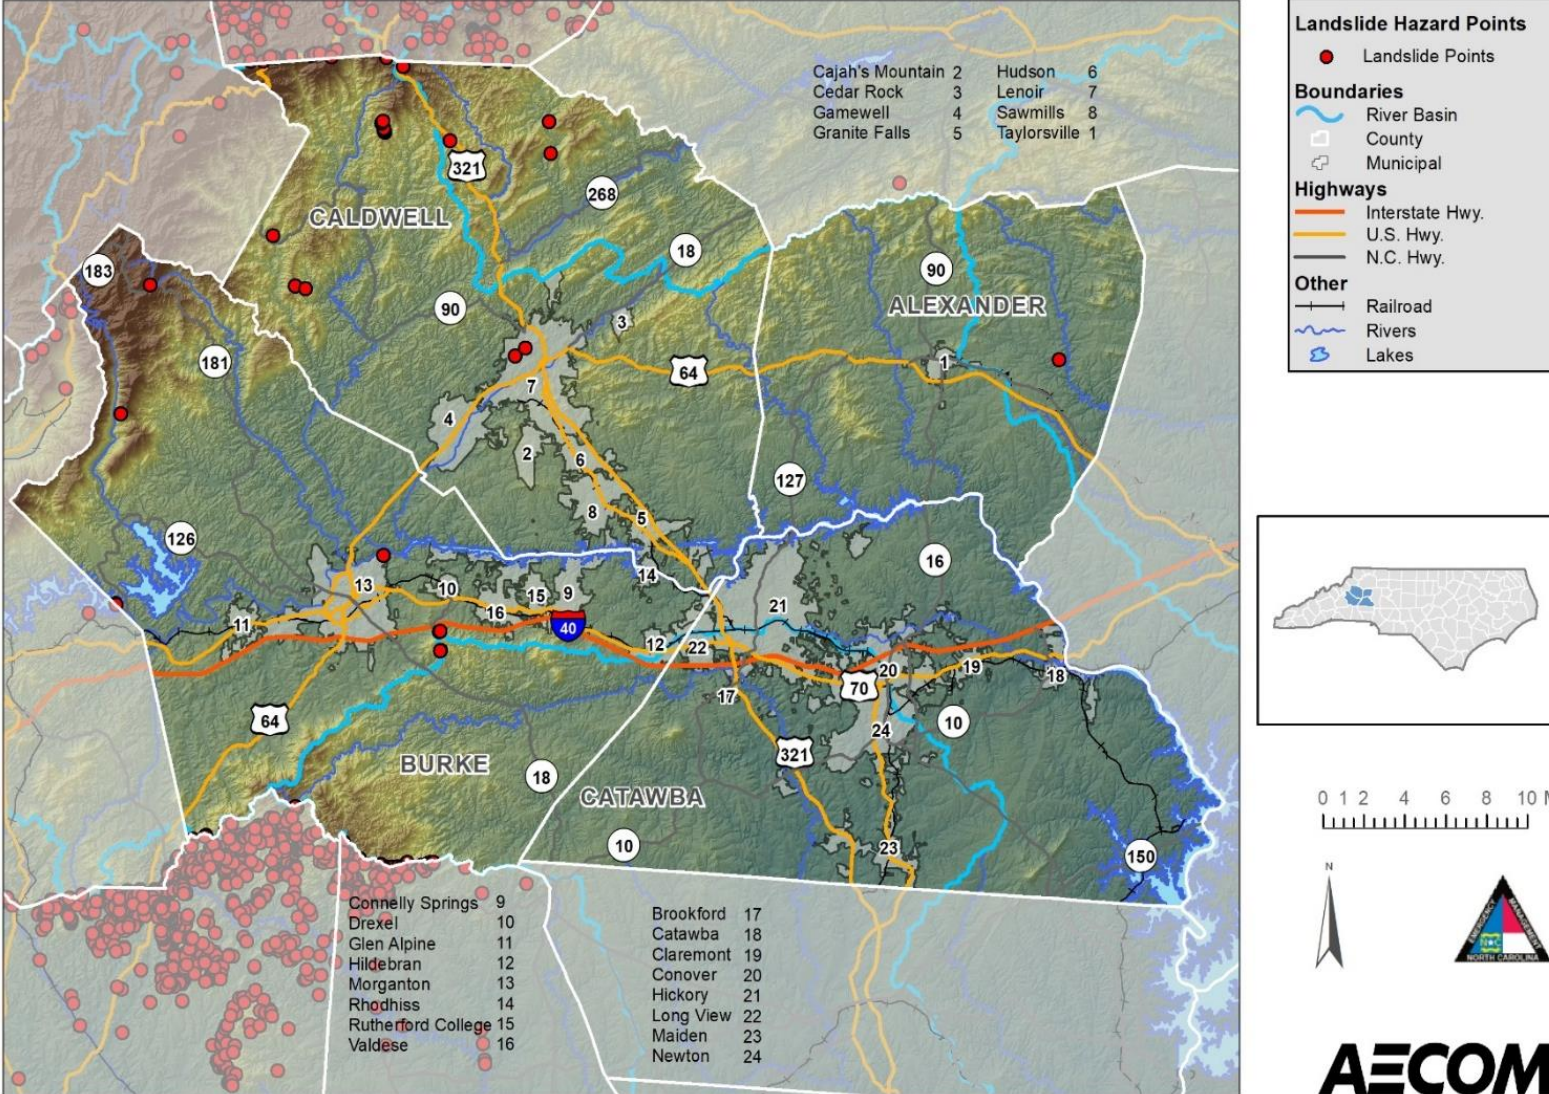 Cajah's Mountain 2 Hudson 6
Cedar Rock 3 Lenoir 7
Gamewell 4 Sawmills 8
Granite Falls 5 Taylorsville 1
321
268
CALDWELL
18
183
90
90
ALEXANDER
3
181
1
64
7
4
2
6
127
8
5
126
16
14
13
10
15
9
16
21
11
40
12
22
20
19
18
17
70
64
10
24
321
BURKE
18
CATAWBA
10
23
150
Connelly Springs 9
Drexel 10
Glen Alpine 11
Hildebran 12
Morganton 13
Rhodhiss 14
Rutherford College 15
Valdese 16
Brookford 17
Catawba 18
Claremont 19
Conover 20
Hickory 21
Long View 22
Maiden 23
Newton 24
Landslide Hazard Points
Landslide Points
Boundaries
River Basin
County
Municipal
Highways
Interstate Hwy.
U.S. Hwy.
N.C. Hwy.
Other
Railroad
Rivers
Lakes
0 1 2 4 6 8 10
N
EMERGENCY
MANAGEMENT
NORTH CAROLINA
AECOM